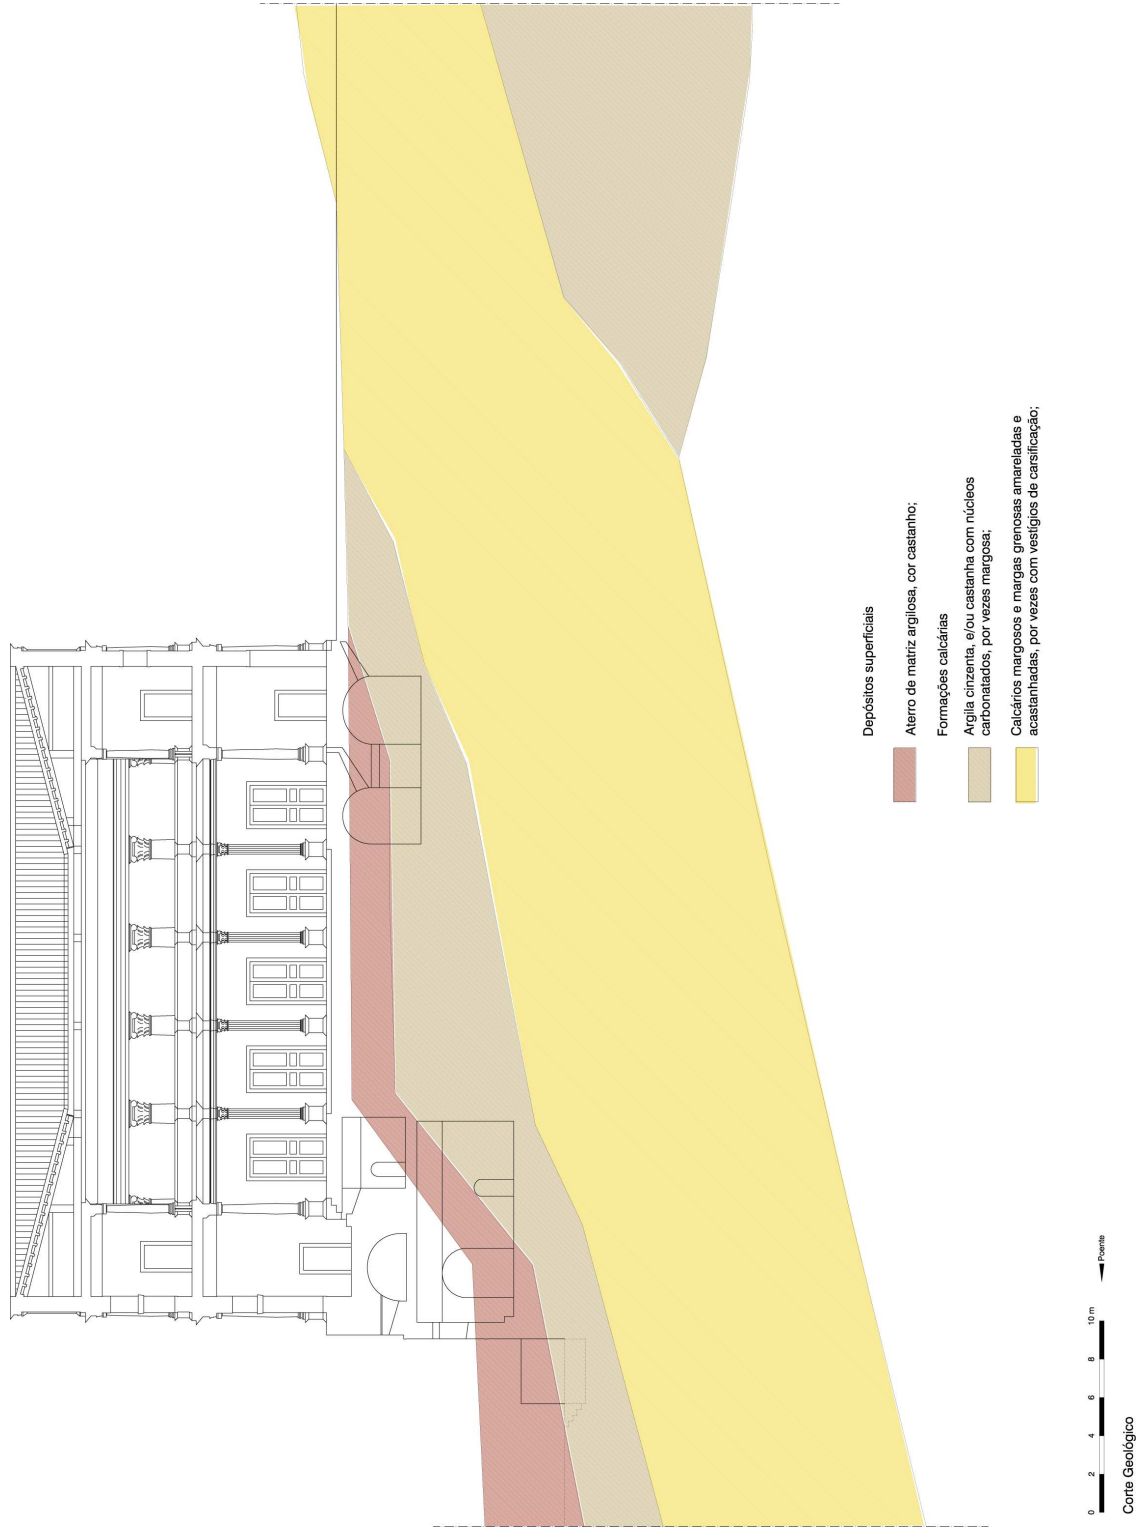 Depósitos superficiais
Aterro de matriz argilosa, cor castanho;
Formações calcárias
Argila cinzenta, e/ou castanha com núcleos
carbonatados, por vezes margosa;
Calcários margosos e margas grenosas amareladas e
acastanhadas, por vezes com vestígios de carsificação;
0 2 4 6 8 10 m
Poente
Corte Geológico